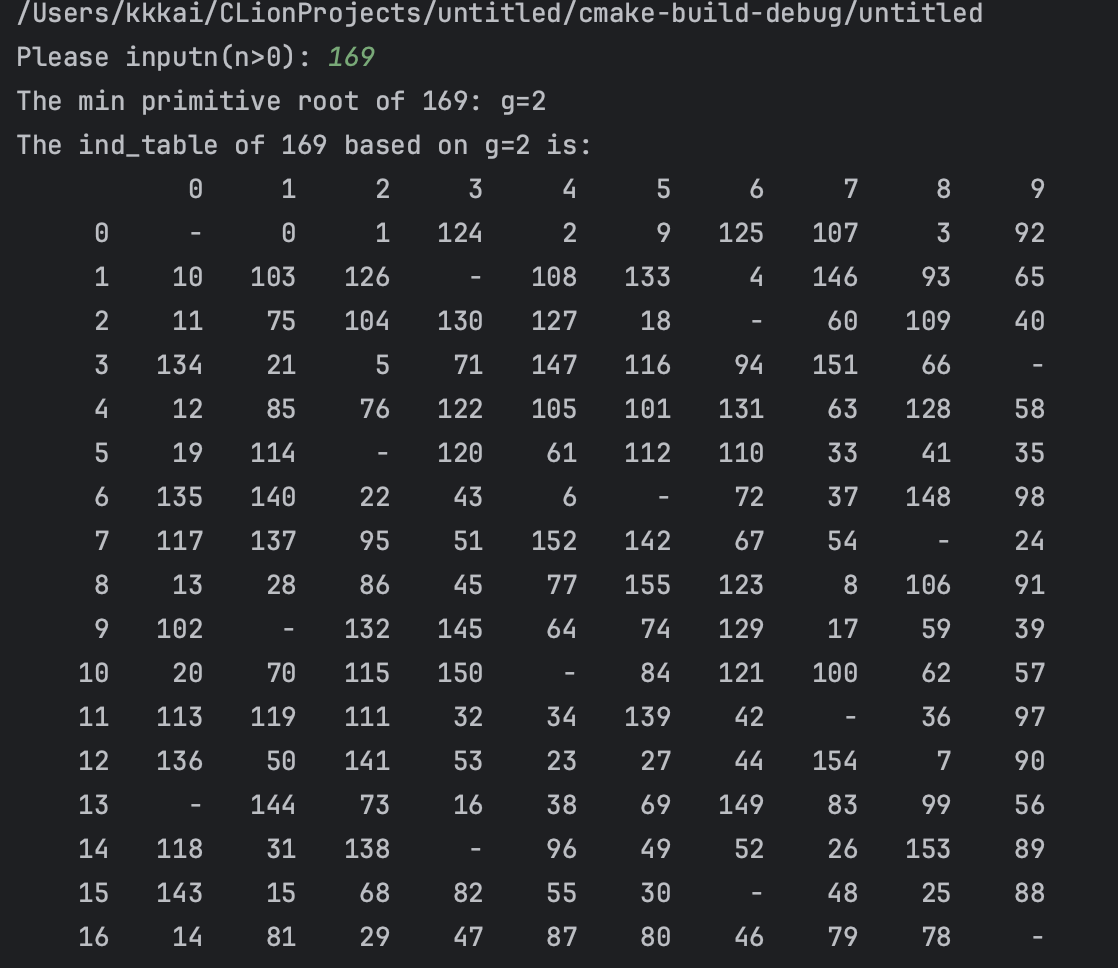 /Users/kkkai/CLionProjects/untitled/cmake-build-debug/untitled
Please inputn(n>0): 169
The min primitive root of 169: g=2
The ind_table of 169 based on g=2 is:
0 1 2 3 4 5 6 7 8 9
0 - 0 1 124 2 9 125 107 3 92
1 10 103 126 - 108 133 4 146 93 65
2 11 75 104 130 127 18 - 60 109 40
3 134 21 5 71 147 116 94 151 66 -
4 12 85 76 122 105 101 131 63 128 58
5 19 114 - 120 61 112 110 33 41 35
6 135 140 22 43 6 - 72 37 148 98
7 117 137 95 51 152 142 67 54 - 24
8 13 28 86 45 77 155 123 8 106 91
9 102 - 132 145 64 74 129 17 59 39
10 20 70 115 150 - 84 121 100 62 57
11 113 119 111 32 34 139 42 - 36 97
12 136 50 141 53 23 27 44 154 7 90
13 - 144 73 16 38 69 149 83 99 56
14 118 31 138 - 96 49 52 26 153 89
15 143 15 68 82 55 30 - 48 25 88
16 14 81 29 47 87 80 46 79 78 -